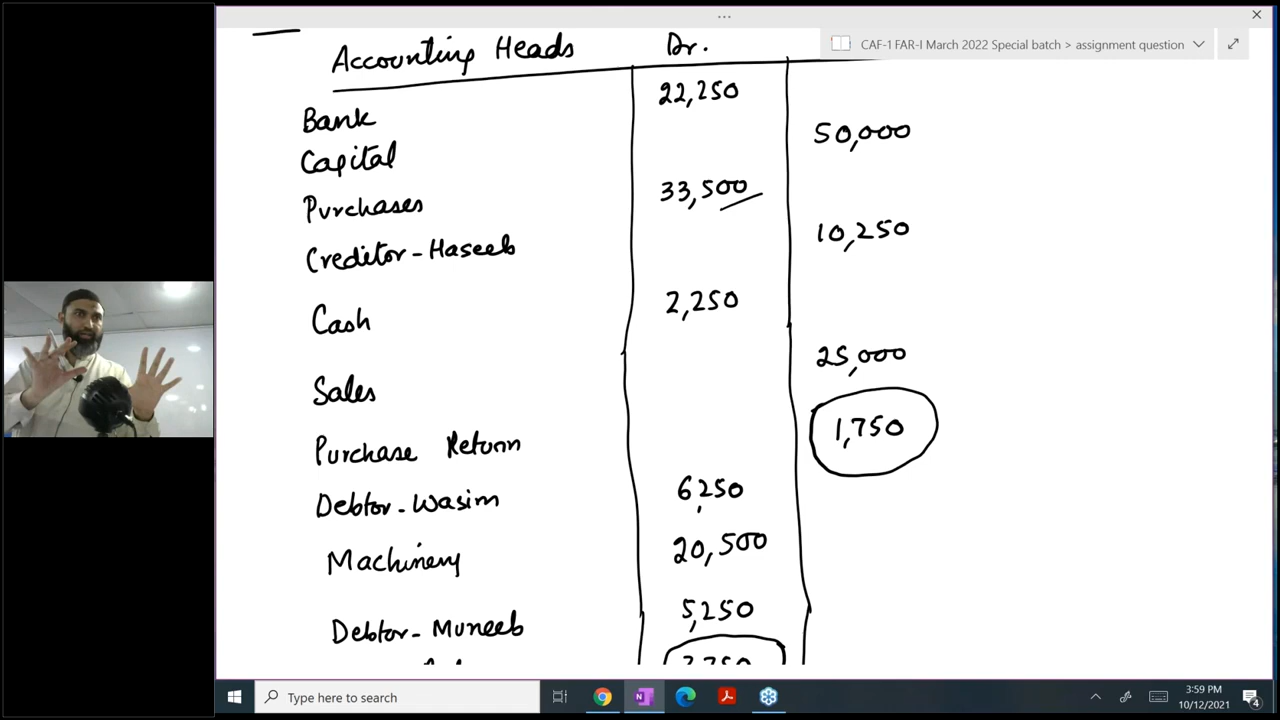 CAF-1 FAR-I March 2022 Special batch > assignment question
Accounting Heads Dr.
Bank 22,250
Capital 50,000
Purchases 33,500
Creditor-Haseeb 10,250
Cash 2,250
Sales 25,000
Purchase Return 1,750
Debtor-Wasim 6,250
Machinery 20,500
Debtor-Muneeb 5,250
Type here to search
3:59 PM
10/12/2021
4